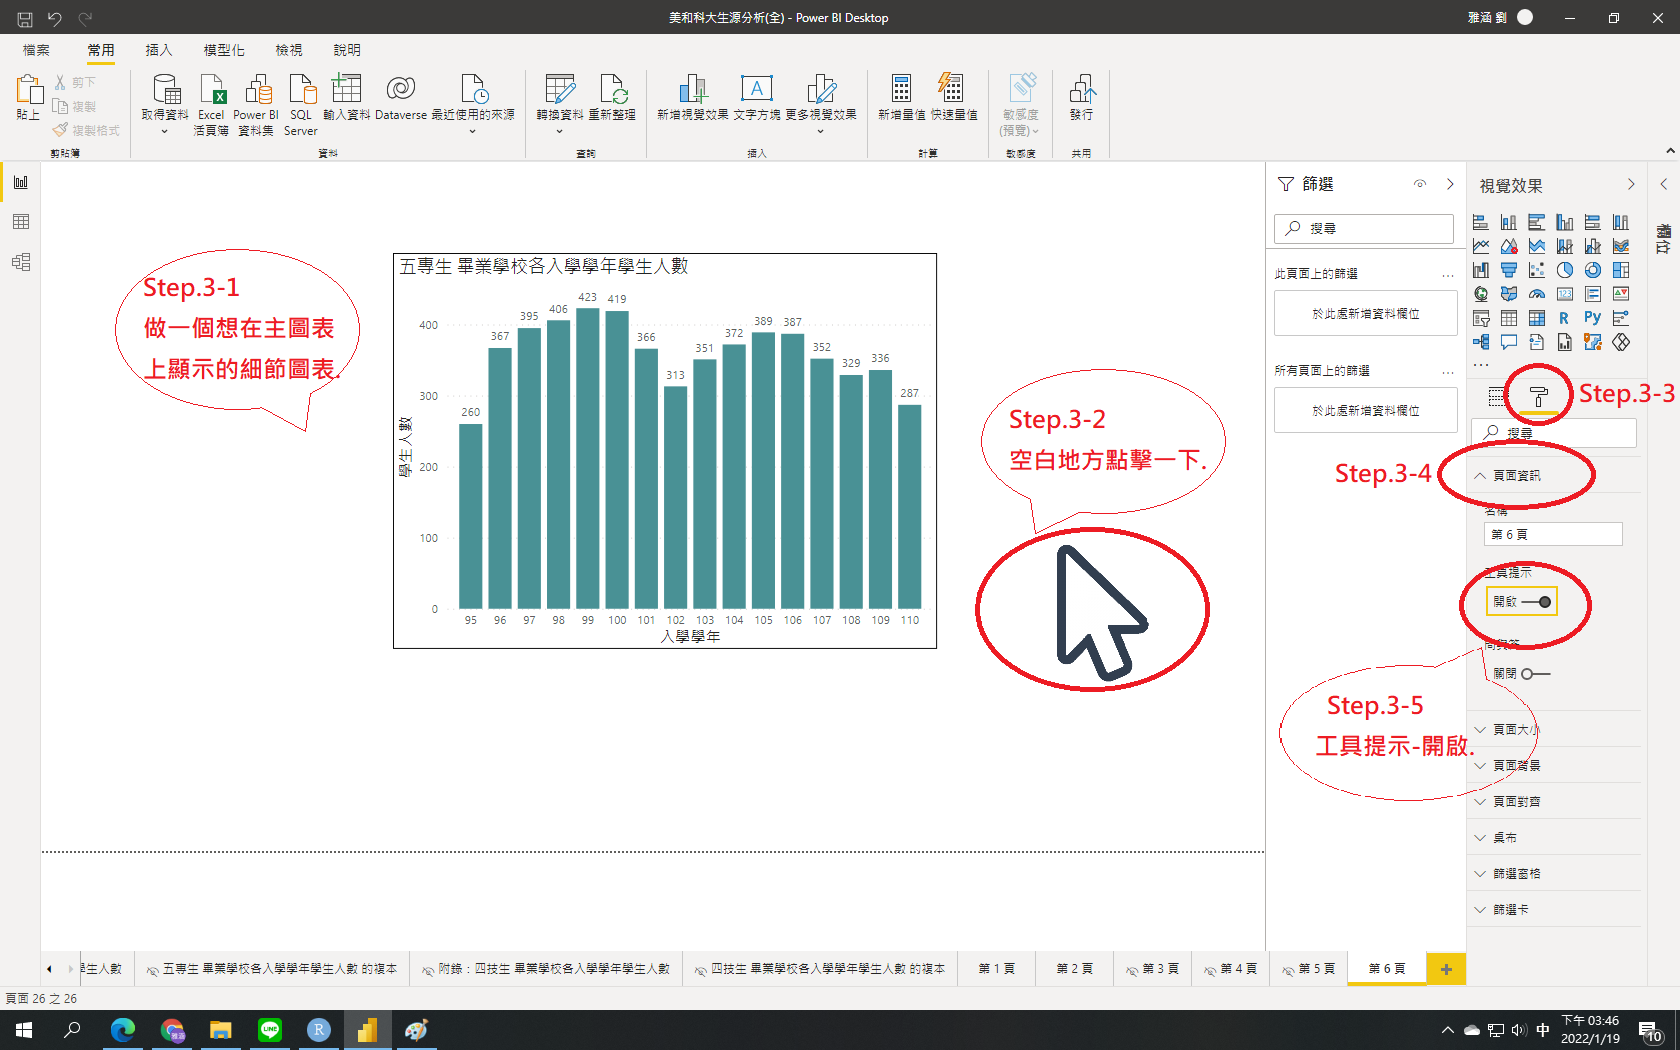 美和科大生源分析(全) - Power BI Desktop
雅涵 劉
檔案 常用 插入 模型化 檢視 說明
貼上
剪下
複製
複製格式
剪貼簿
取得資料
Excel 活頁簿
Power BI 資料集
SQL Server
輸入資料
Dataverse
最近使用的來源
資料
轉換資料
重新整理
查詢
新增視覺效果
文字方塊
更多視覺效果
插入
新增量值
快速量值
計算
敏感度 (預覽)
敏感度
發行
共用
Step.3-1
做一個想在主圖表
上顯示的細節圖表.
五專生 畢業學校各入學學年學生人數
學生人數
400
300
200
100
0
260 367 395 406 423 419 366 313 351 372 389 387 352 329 336 287
95 96 97 98 99 100 101 102 103 104 105 106 107 108 109 110
入學學年
Step.3-2
空白地方點擊一下.
篩選
搜尋
此頁面上的篩選 ...
於此處新增資料欄位
所有頁面上的篩選 ...
於此處新增資料欄位
視覺效果
欄位
123
R Py
...
Step.3-3
搜尋
Step.3-4
頁面資訊
名稱
第 6 頁
工具提示
開啟
問與答
關閉
Step.3-5
工具提示-開啟.
頁面大小
頁面背景
頁面對齊
桌布
篩選窗格
篩選卡
學生人數
五專生 畢業學校各入學學年學生人數 的複本
附錄：四技生 畢業學校各入學學年學生人數
四技生 畢業學校各入學學年學生人數 的複本
第 1 頁
第 2 頁
第 3 頁
第 4 頁
第 5 頁
第 6 頁
頁面 26 之 26
LINE
R
中
下午 03:46
2022/1/19
10